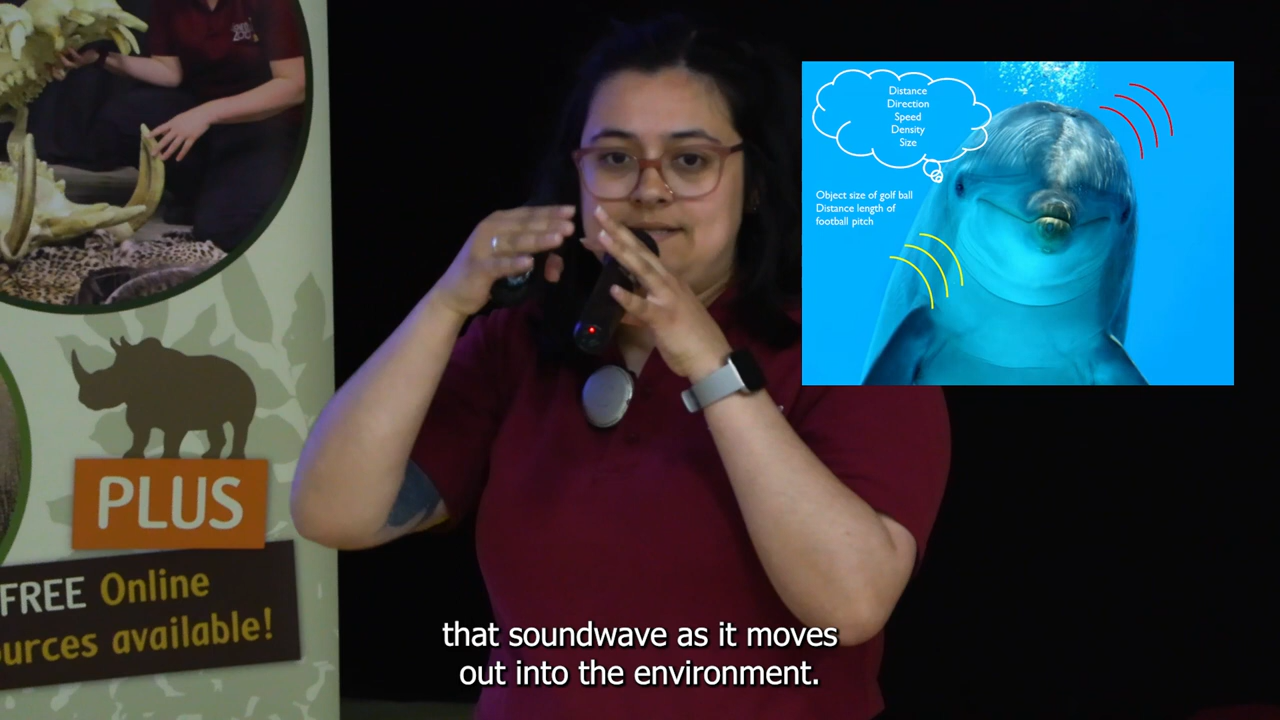 Distance
Direction
Speed
Density
Size
Object size of golf ball
Distance length of
football pitch
PLUS
FREE Online
ources available!
that soundwave as it moves
out into the environment.